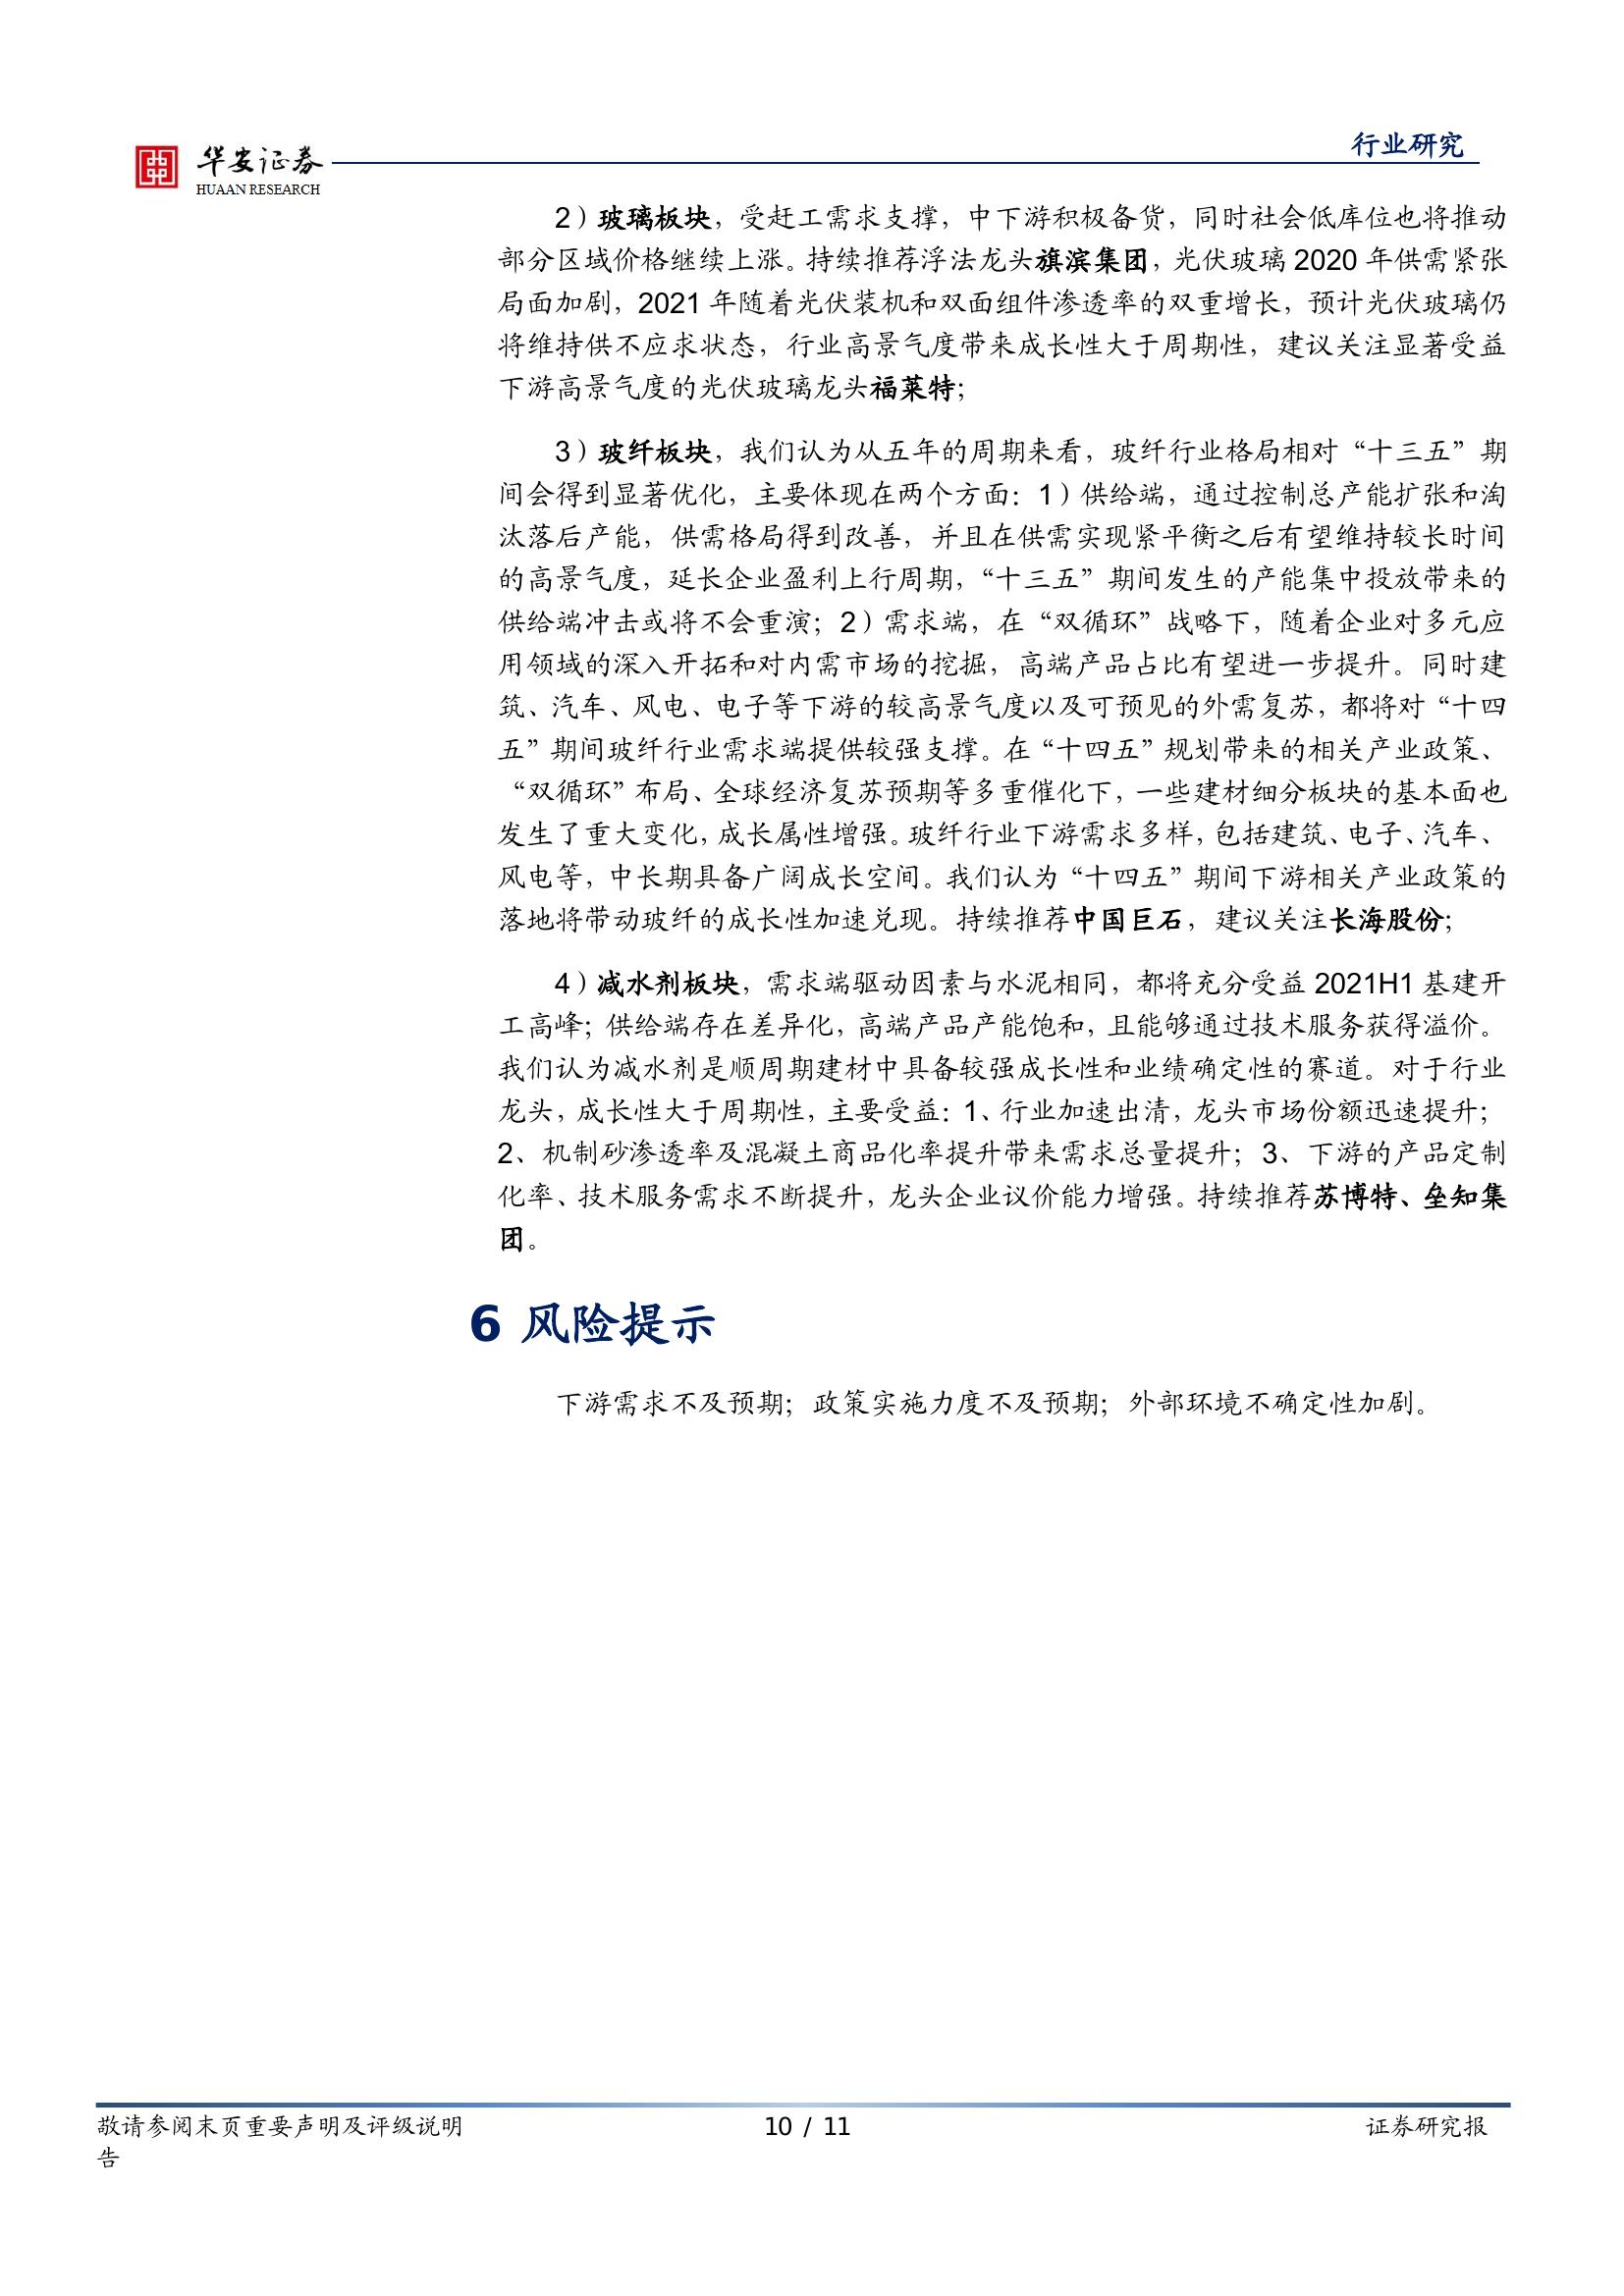 华安证券
HUAAN RESEARCH
行业研究
2）玻璃板块，受赶工需求支撑，中下游积极备货，同时社会低库位也将推动
部分区域价格继续上涨。持续推荐浮法龙头旗滨集团，光伏玻璃 2020 年供需紧张
局面加剧，2021 年随着光伏装机和双面组件渗透率的双重增长，预计光伏玻璃仍
将维持供不应求状态，行业高景气度带来成长性大于周期性，建议关注显著受益
下游高景气度的光伏玻璃龙头福莱特；
3）玻纤板块，我们认为从五年的周期来看，玻纤行业格局相对“十三五”期
间会得到显著优化，主要体现在两个方面：1）供给端，通过控制总产能扩张和淘
汰落后产能，供需格局得到改善，并且在供需实现紧平衡之后有望维持较长时间
的高景气度，延长企业盈利上行周期，“十三五”期间发生的产能集中投放带来的
供给端冲击或将不会重演；2）需求端，在“双循环”战略下，随着企业对多元应
用领域的深入开拓和对内需市场的挖掘，高端产品占比有望进一步提升。同时建
筑、汽车、风电、电子等下游的较高景气度以及可预见的外需复苏，都将对“十四
五”期间玻纤行业需求端提供较强支撑。在“十四五”规划带来的相关产业政策、
“双循环”布局、全球经济复苏预期等多重催化下，一些建材细分板块的基本面也
发生了重大变化，成长属性增强。玻纤行业下游需求多样，包括建筑、电子、汽车、
风电等，中长期具备广阔成长空间。我们认为“十四五”期间下游相关产业政策的
落地将带动玻纤的成长性加速兑现。持续推荐中国巨石，建议关注长海股份；
4）减水剂板块，需求端驱动因素与水泥相同，都将充分受益 2021H1 基建开
工高峰；供给端存在差异化，高端产品产能饱和，且能够通过技术服务获得溢价。
我们认为减水剂是顺周期建材中具备较强成长性和业绩确定性的赛道。对于行业
龙头，成长性大于周期性，主要受益：1、行业加速出清，龙头市场份额迅速提升；
2、机制砂渗透率及混凝土商品化率提升带来需求总量提升；3、下游的产品定制
化率、技术服务需求不断提升，龙头企业议价能力增强。持续推荐苏博特、垒知集
团。
6 风险提示
下游需求不及预期；政策实施力度不及预期；外部环境不确定性加剧。
敬请参阅末页重要声明及评级说明 10 / 11 证券研究报
告